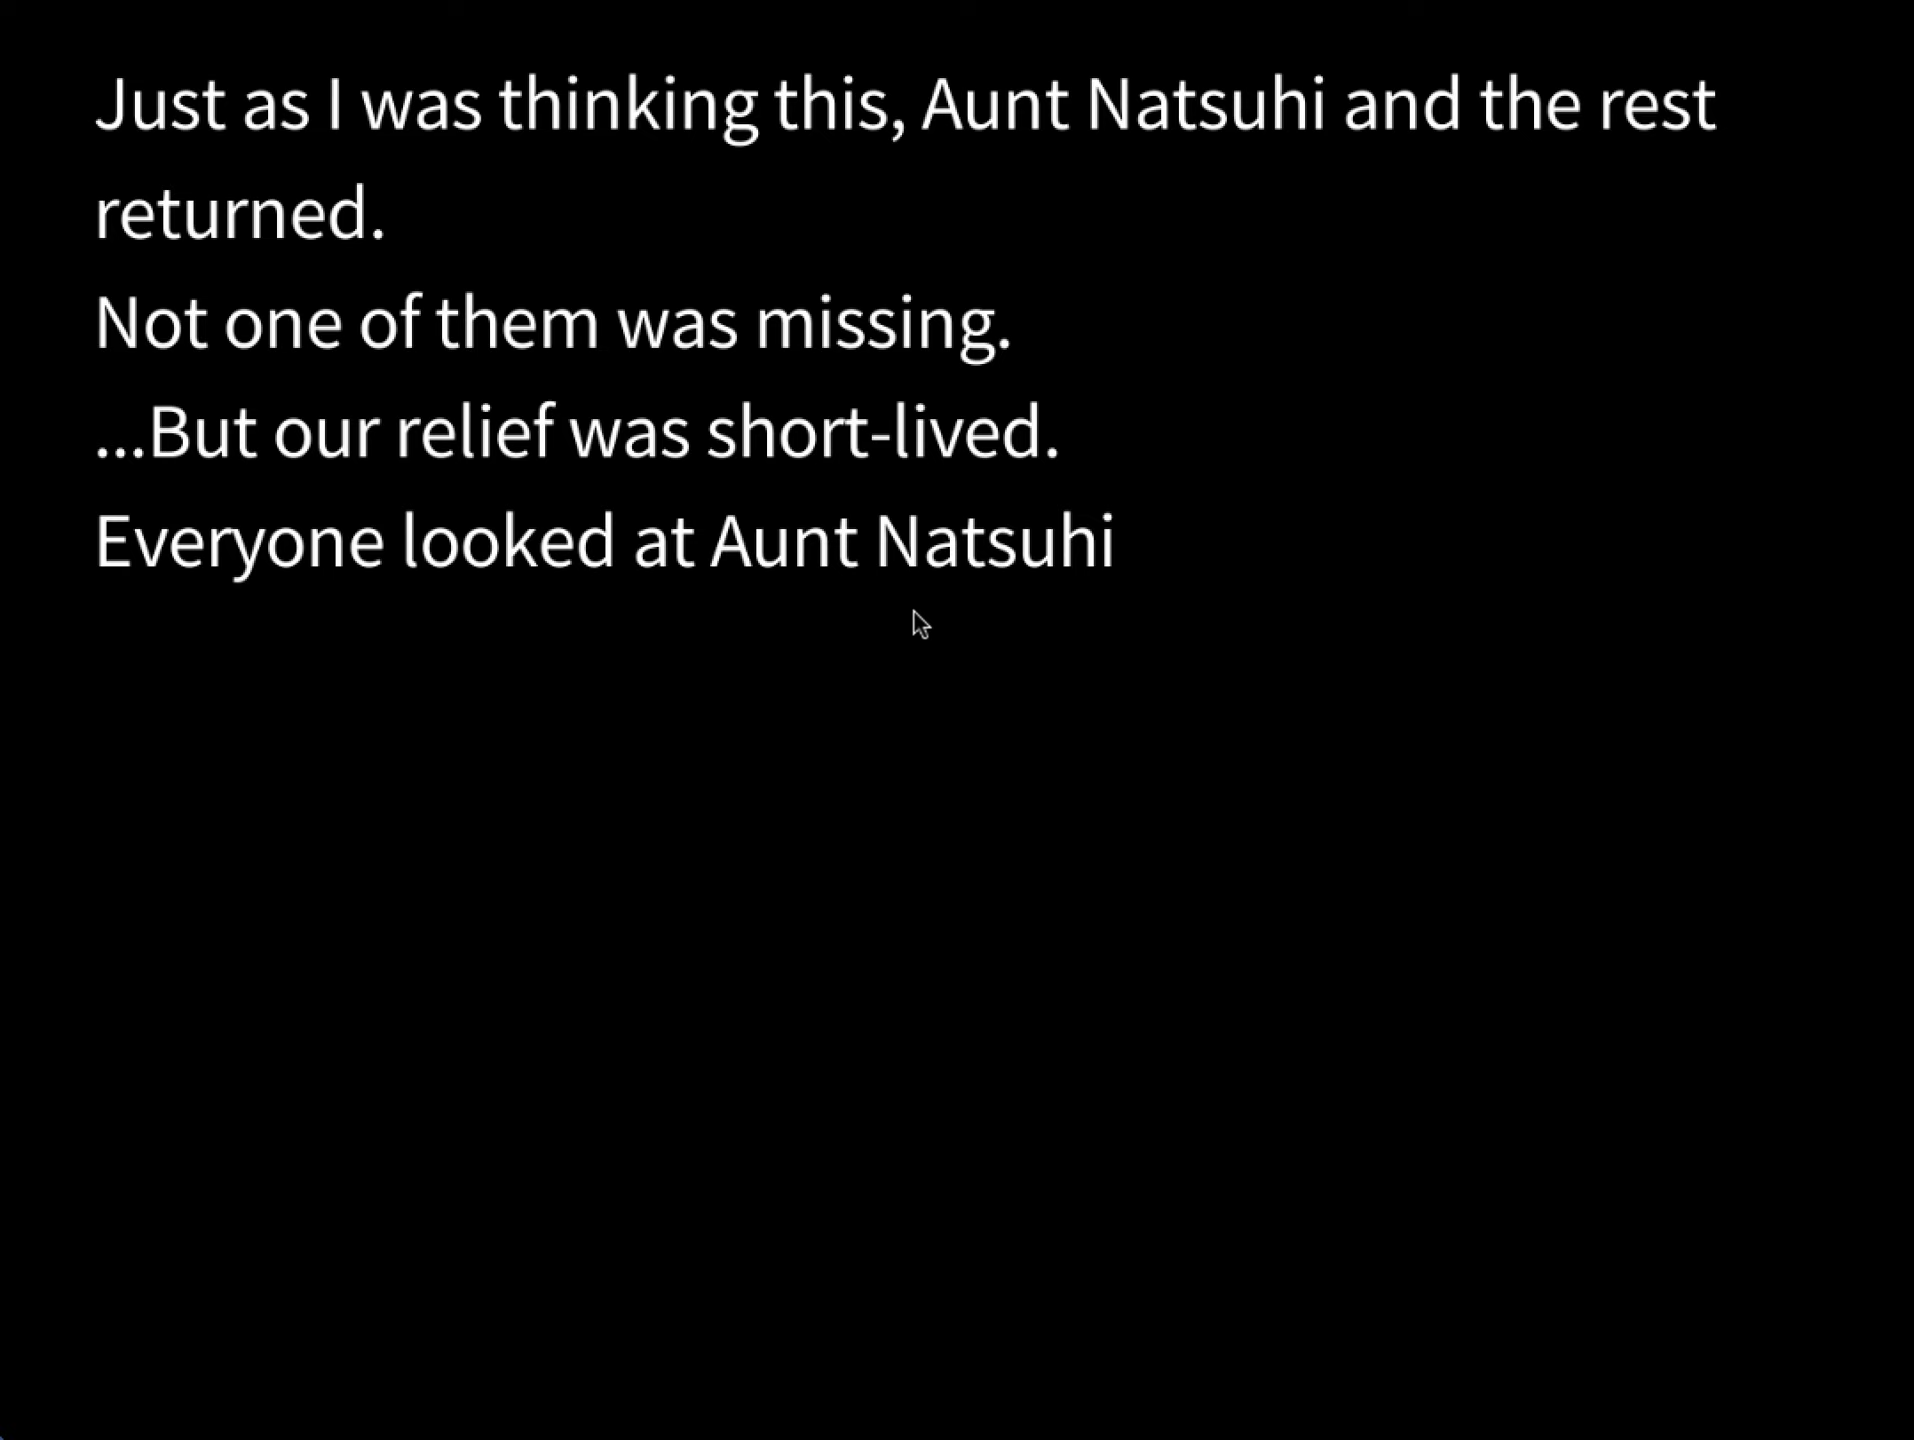 Just as I was thinking this, Aunt Natsuhi and the rest
returned.
Not one of them was missing.
...But our relief was short-lived.
Everyone looked at Aunt Natsuhi